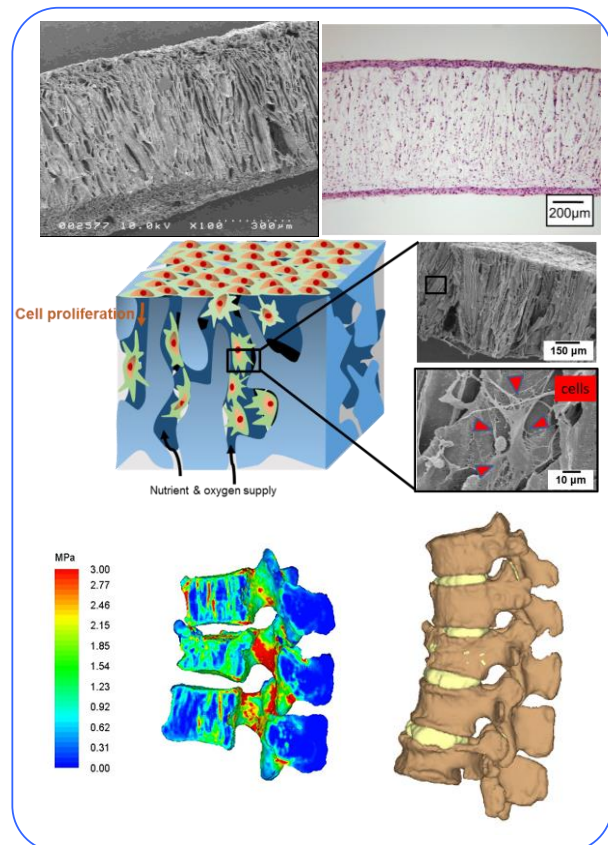 002577 10.0kV X100 300µm
200µm
Cell proliferation
150 µm
cells
10 µm
Nutrient & oxygen supply
MPa
3.00
2.77
2.46
2.15
1.85
1.54
1.23
0.92
0.62
0.31
0.00